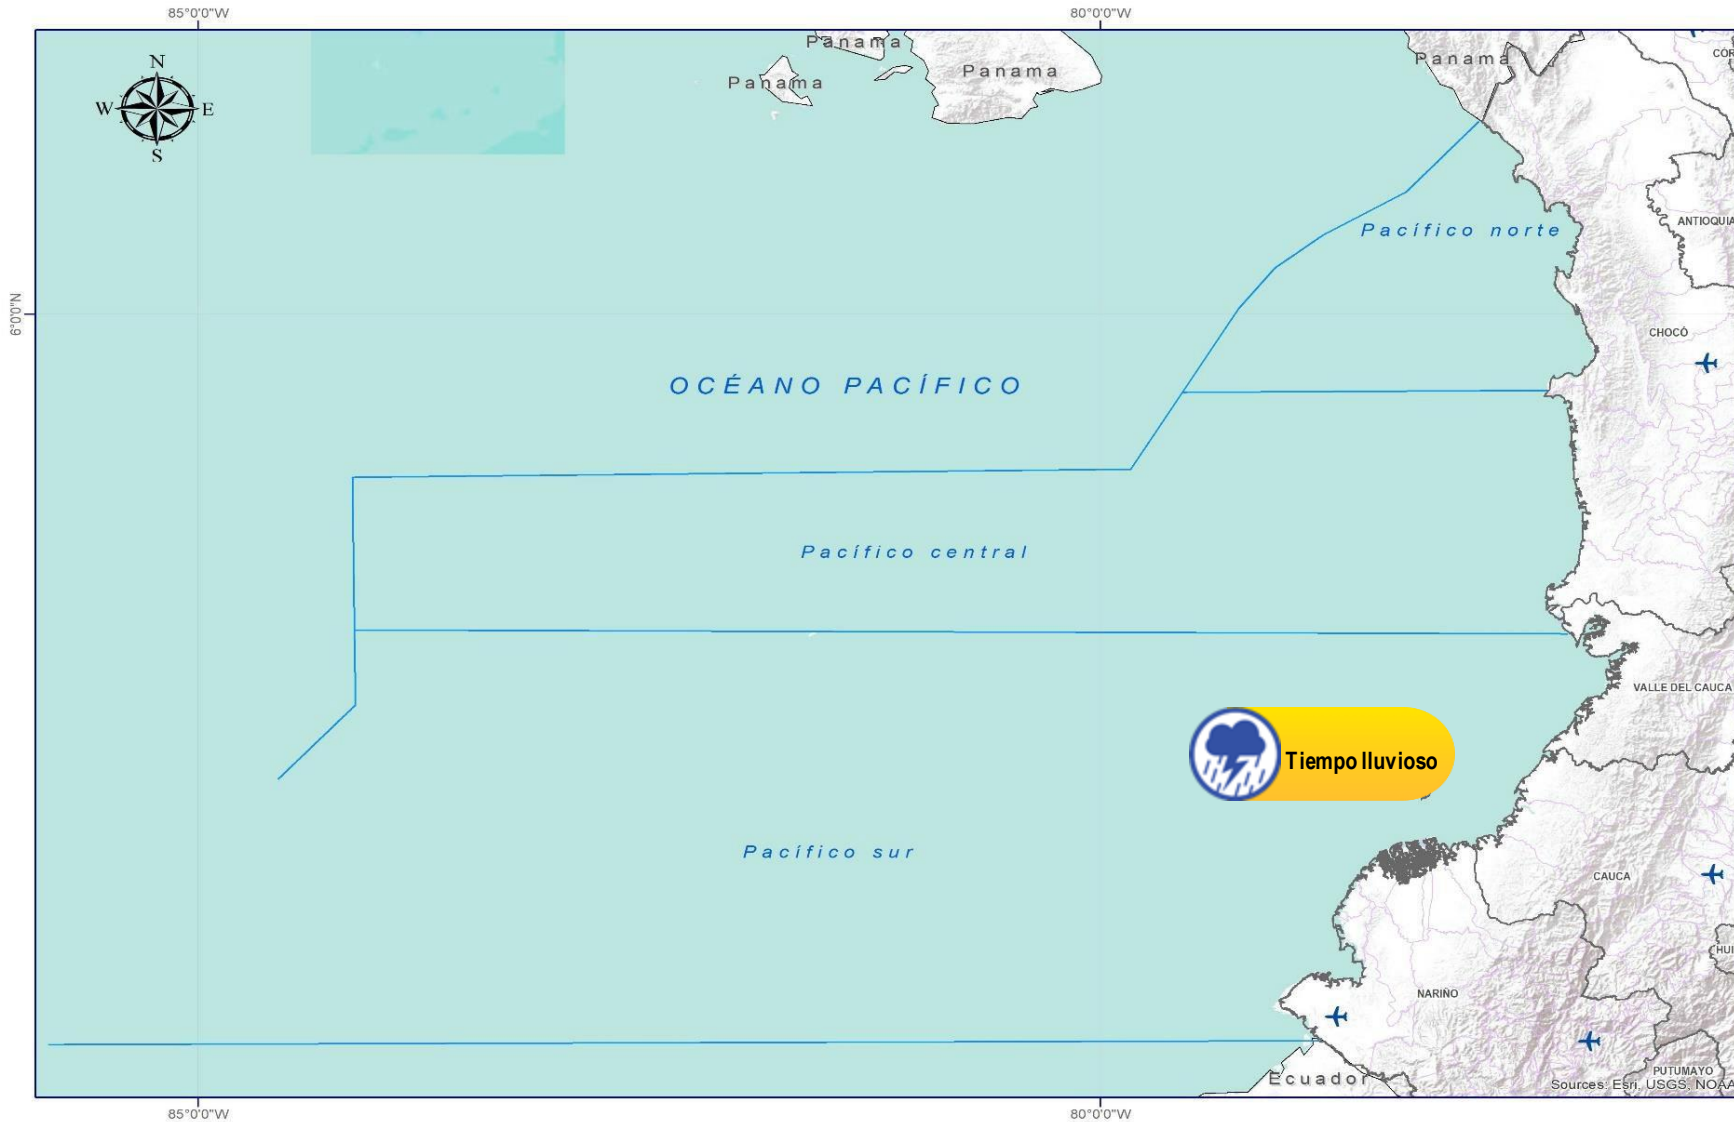 85°0'0"W
80°0'0"W
N
W
E
S
Panama
Panama
Panama
Panama
CÓR
ANTIOQUIA
Pacífico norte
6°0'0"N
CHOCÓ
OCÉANO PACÍFICO
Pacífico central
VALLE DEL CAUCA
Tiempo lluvioso
Pacífico sur
CAUCA
HUI
NARIÑO
PUTUMAYO
Ecuador
Sources: Esri, USGS, NOAA
85°0'0"W
80°0'0"W